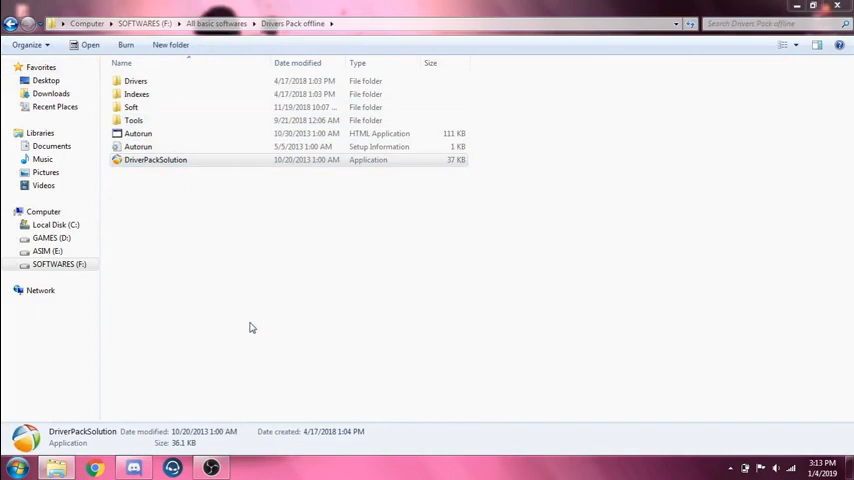 Computer ▸ SOFTWARES (F:) ▸ All basic softwares ▸ Drivers Pack offline ▸
Search Drivers Pack offline
Organize ▾ Open Burn New folder
Name Date modified Type Size
Favorites
Desktop
Downloads
Recent Places
Libraries
Documents
Music
Pictures
Videos
Computer
Local Disk (C:)
GAMES (D:)
ASIM (E:)
SOFTWARES (F:)
Network
Drivers 4/17/2018 1:03 PM File folder
Indexes 4/17/2018 1:03 PM File folder
Soft 11/19/2018 10:07 ... File folder
Tools 9/21/2018 12:06 AM File folder
Autorun 10/30/2013 1:00 AM HTML Application 111 KB
Autorun 5/5/2013 1:00 AM Setup Information 1 KB
DriverPackSolution 10/20/2013 1:00 AM Application 37 KB
DriverPackSolution Date modified: 10/20/2013 1:00 AM Date created: 4/17/2018 1:04 PM
Application Size: 36.1 KB
3:13 PM
1/4/2019